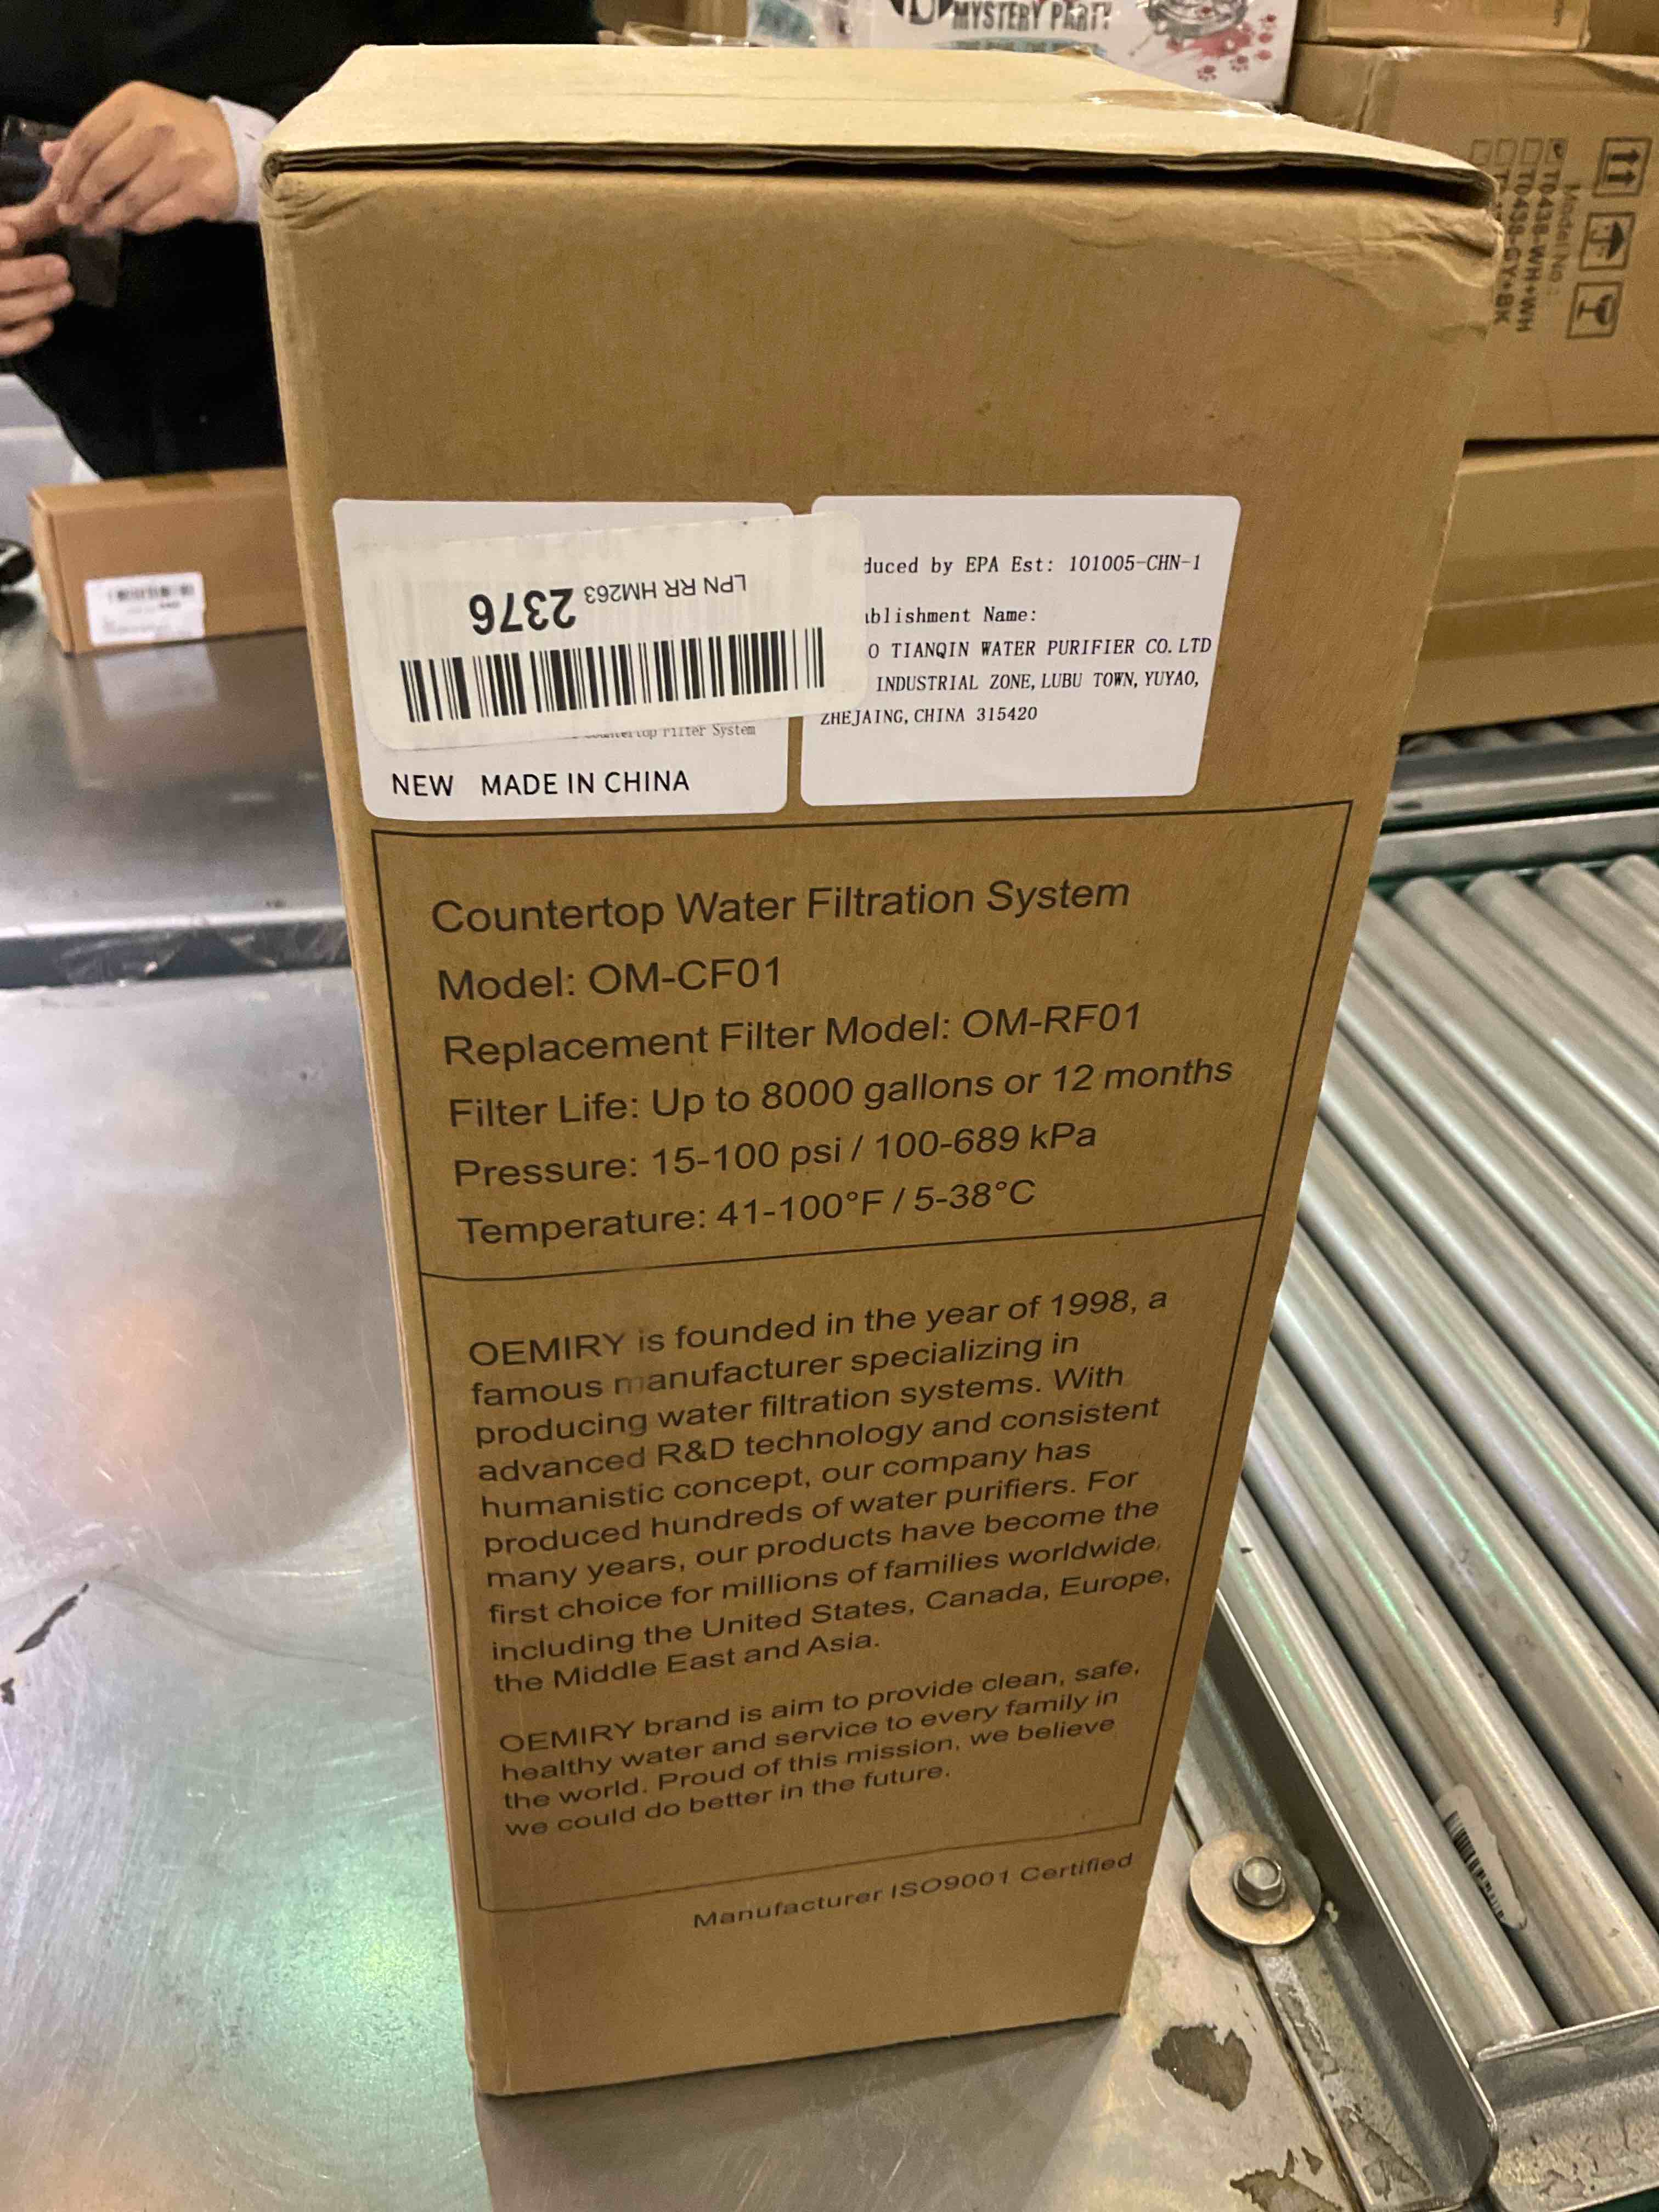 MYSTERY PARTY
Model No :
TD438-WH+WH
LPN RR HM263
2376
Countertop Filter System
NEW MADE IN CHINA
duced by EPA Est: 101005-CHN-1
ablishment Name:
O TIANQIN WATER PURIFIER CO.LTD
INDUSTRIAL ZONE, LUBU TOWN, YUYAO,
ZHEJAING, CHINA 315420
Countertop Water Filtration System
Model: OM-CF01
Replacement Filter Model: OM-RF01
Filter Life: Up to 8000 gallons or 12 months
Pressure: 15-100 psi / 100-689 kPa
Temperature: 41-100°F / 5-38°C
OEMIRY is founded in the year of 1998, a
famous manufacturer specializing in
producing water filtration systems. With
advanced R&D technology and consistent
humanistic concept, our company has
produced hundreds of water purifiers. For
many years, our products have become the
first choice for millions of families worldwide,
including the United States, Canada, Europe,
the Middle East and Asia.
OEMIRY brand is aim to provide clean, safe,
healthy water and service to every family in
the world. Proud of this mission, we believe
we could do better in the future.
Manufacturer ISO9001 Certified